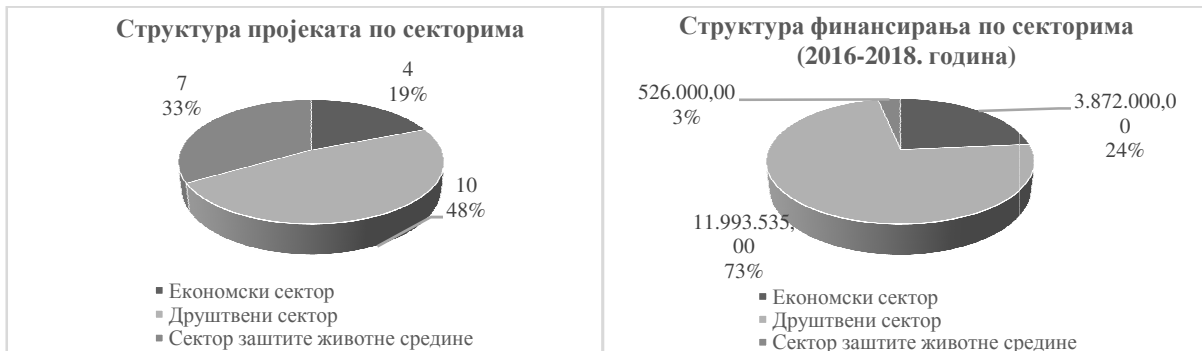 Структура пројеката по секторима
4
19%
7
33%
10
48%
Економски сектор
Друштвени сектор
Сектор заштите животне средине
Структура финансирања по секторима
(2016-2018. година)
526.000,00
3%
3.872.000,0
0
24%
11.993.535,
00
73%
Економски сектор
Друштвени сектор
Сектор заштите животне средине